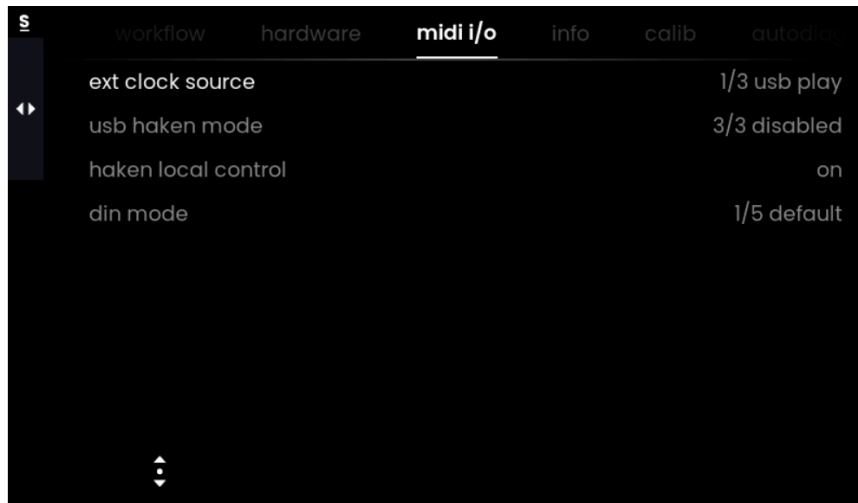 S
workflow hardware midi i/o info calib autodiag
ext clock source 1/3 usb play
usb haken mode 3/3 disabled
haken local control on
din mode 1/5 default